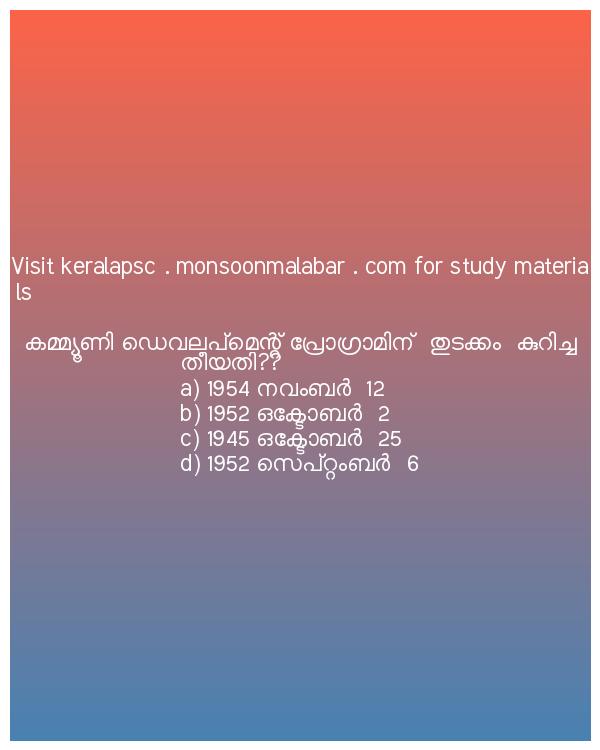 Visit keralapsc . monsoonmalabar . com for study materia
ls
കമ്മ്യൂണി ഡെവലപ്മെന്റ് പ്രോഗ്രാമിന് തുടക്കം കുറിച്ച
തീയതി??
a) 1954 നവംബർ 12
b) 1952 ഒക്ടോബർ 2
c) 1945 ഒക്ടോബർ 25
d) 1952 സെപ്റ്റംബർ 6